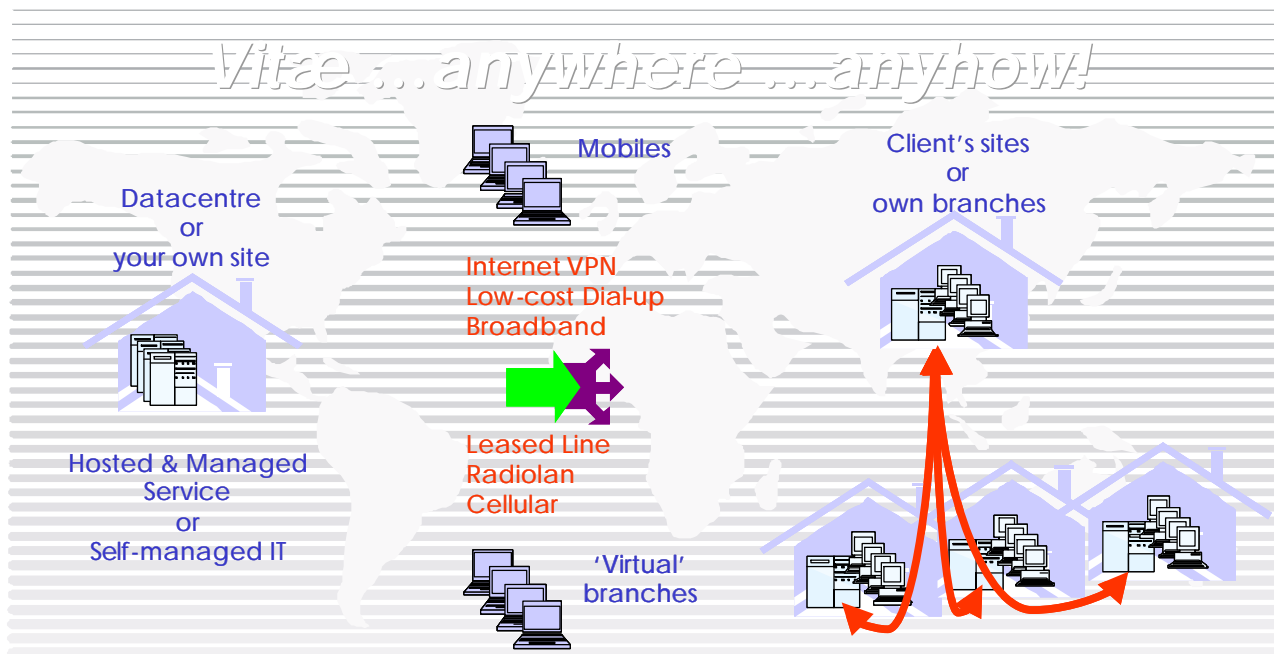 Vitæ ...anywhere ...anyhow!
Mobiles
Client's sites
or
own branches
Datacentre
or
your own site
Internet VPN
Low-cost Dial-up
Broadband
Leased Line
Radiolan
Cellular
Hosted & Managed
Service
or
Self-managed IT
'Virtual'
branches